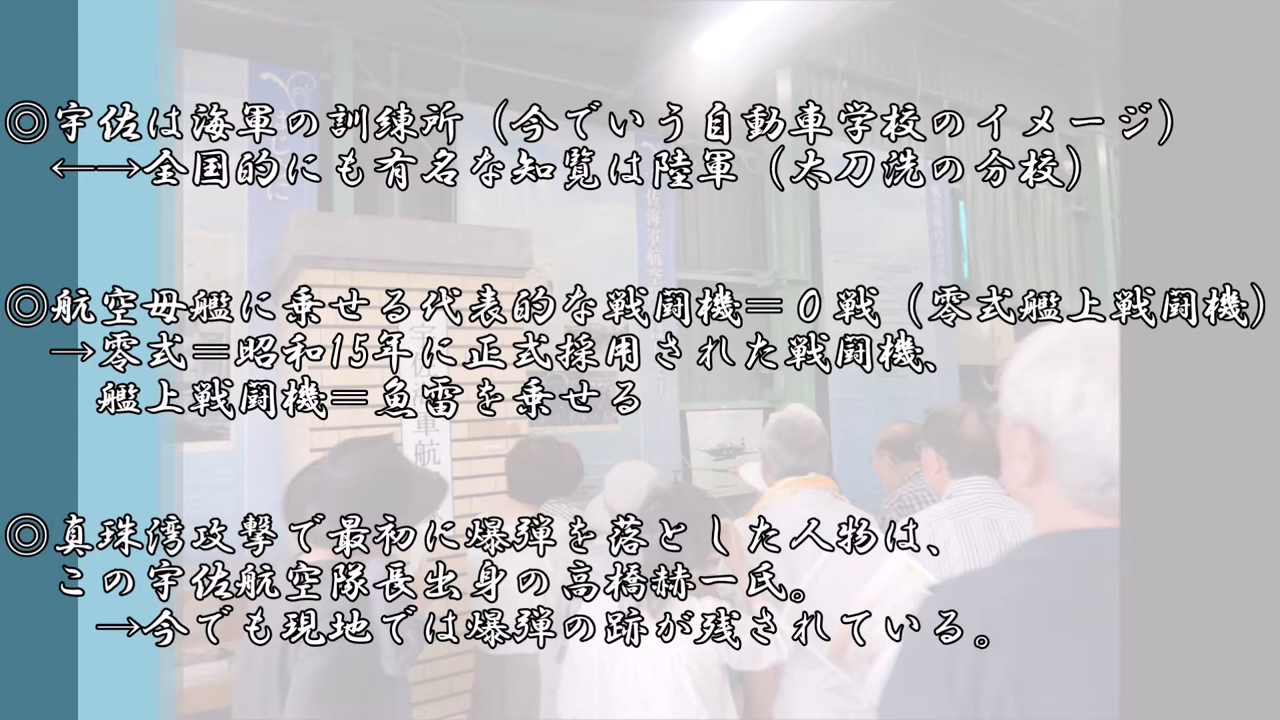 ◎宇佐は海軍の訓練所（今でいう自動車学校のイメージ）
←→全国的にも有名な知覧は陸軍（太刀洗の分校）
◎航空母艦に乗せる代表的な戦闘機＝０戦（零式艦上戦闘機）
→零式＝昭和15年に正式採用された戦闘機、
艦上戦闘機＝魚雷を乗せる
◎真珠湾攻撃で最初に爆弾を落とした人物は、
この宇佐航空隊長出身の高橋赫一氏。
→今でも現地では爆弾の跡が残されている。